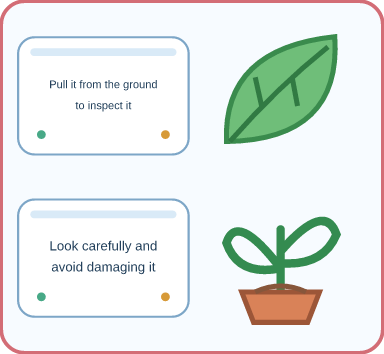 Pull it from the ground
to inspect it
Look carefully and
avoid damaging it